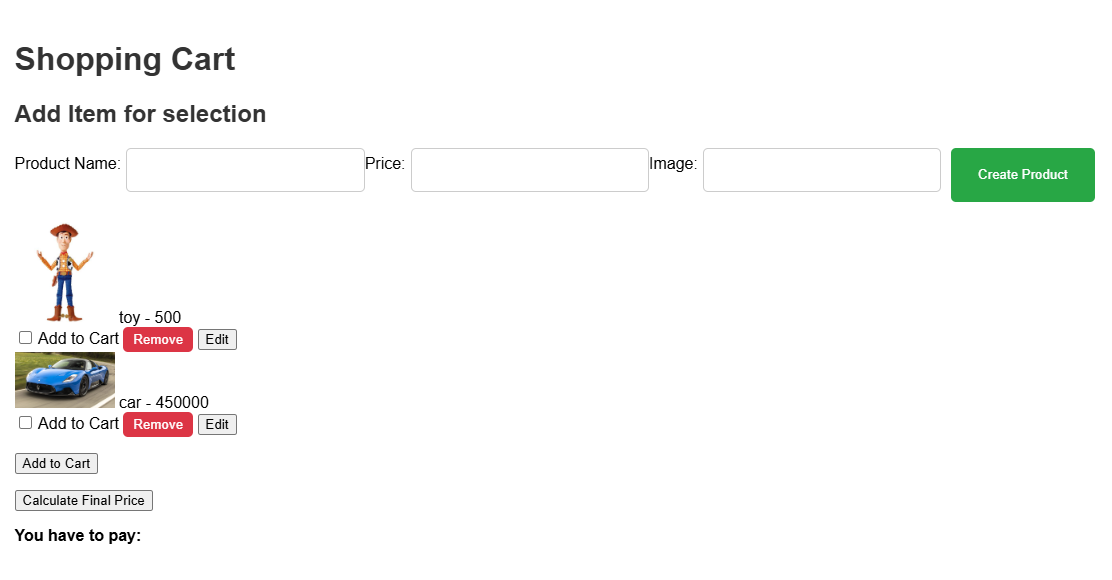 Shopping Cart
Add Item for selection
Product Name: Price: Image: Create Product
toy - 500
Add to Cart Remove Edit
car - 450000
Add to Cart Remove Edit
Add to Cart
Calculate Final Price
You have to pay: